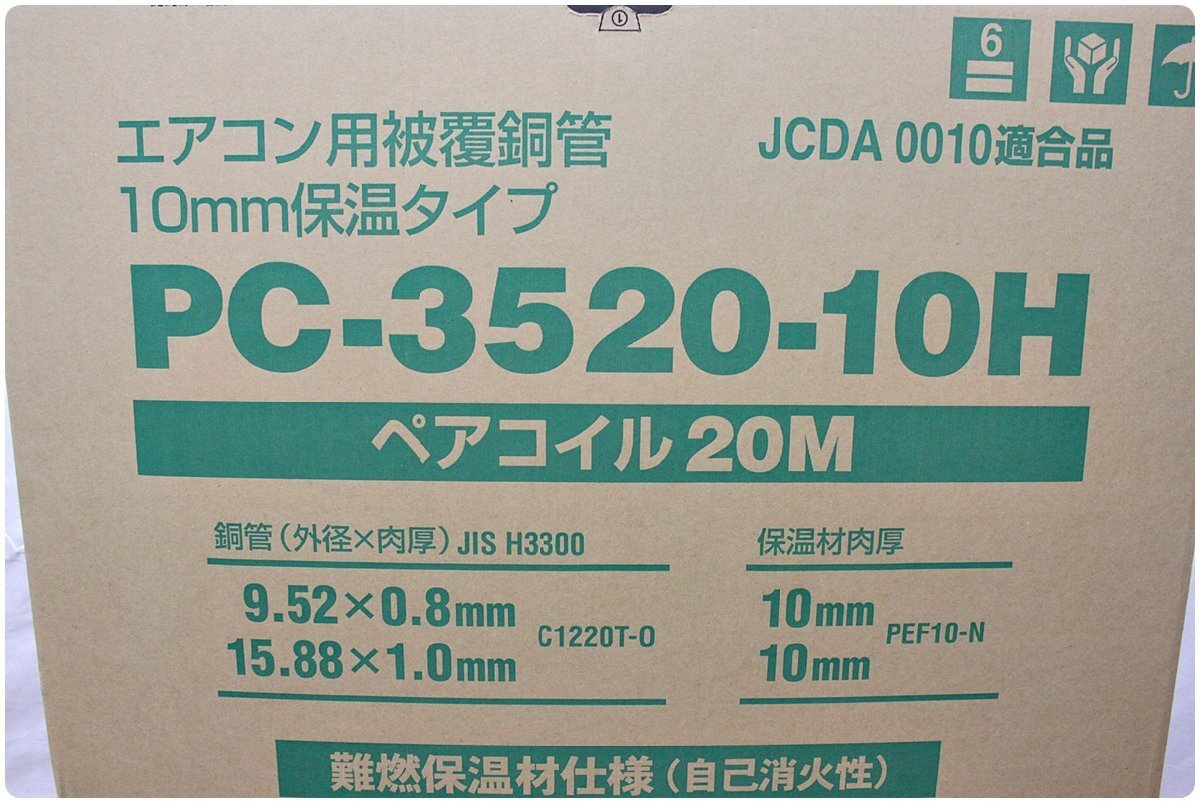 6
エアコン用被覆銅管
JCDA 0010適合品
10mm保温タイプ
PC-3520-10H
ペアコイル 20M
銅管（外径×肉厚）JIS H3300
保温材肉厚
9.52×0.8mm
15.88×1.0mm
C1220T-O
10mm
10mm
PEF10-N
難燃保温材仕様（自己消火性）